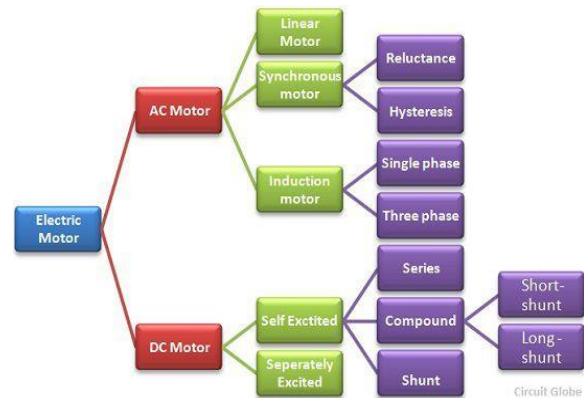 Electric
Motor
AC Motor
Linear
Motor
Synchronous
motor
Reluctance
Hysteresis
Induction
motor
Single phase
Three phase
DC Motor
Self Exctited
Series
Compound
Short-
shunt
Long -
shunt
Shunt
Seperately
Excited
Circuit Globe